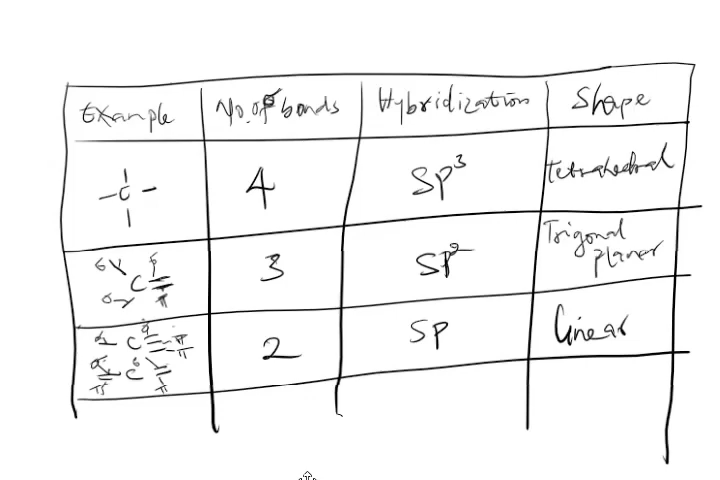 Example No. of bonds Hybridization Shape
–C– 4 SP³ Tetrahedral
σ σ C σ π 3 SP² Trigonal
planar
σ C σ π π 2 SP Linear
σ π C σ π